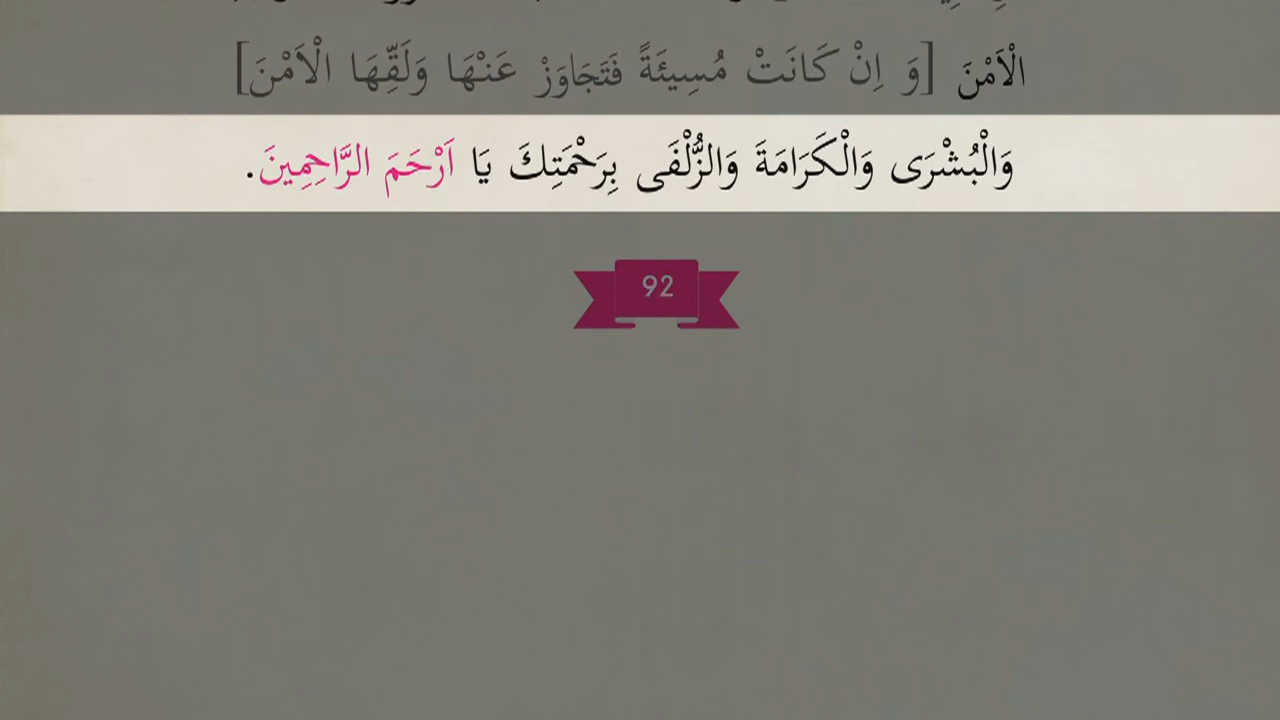 الْاَمْنَ [وَ اِنْ كَانَتْ مُسِيئَةً فَتَجَاوَزْ عَنْهَا وَلَقِّهَا الْاَمْنَ]
وَالْبُشْرَى وَالْكَرَامَةَ وَالزُّلْفَى بِرَحْمَتِكَ يَا اَرْحَمَ الرَّاحِمِينَ.
92